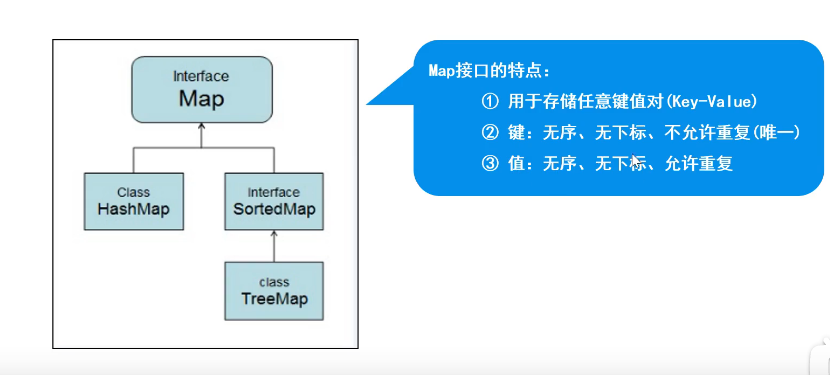 Interface
Map
Class
HashMap
Interface
SortedMap
class
TreeMap
Map接口的特点：
① 用于存储任意键值对(Key-Value)
② 键：无序、无下标、不允许重复(唯一)
③ 值：无序、无下标、允许重复